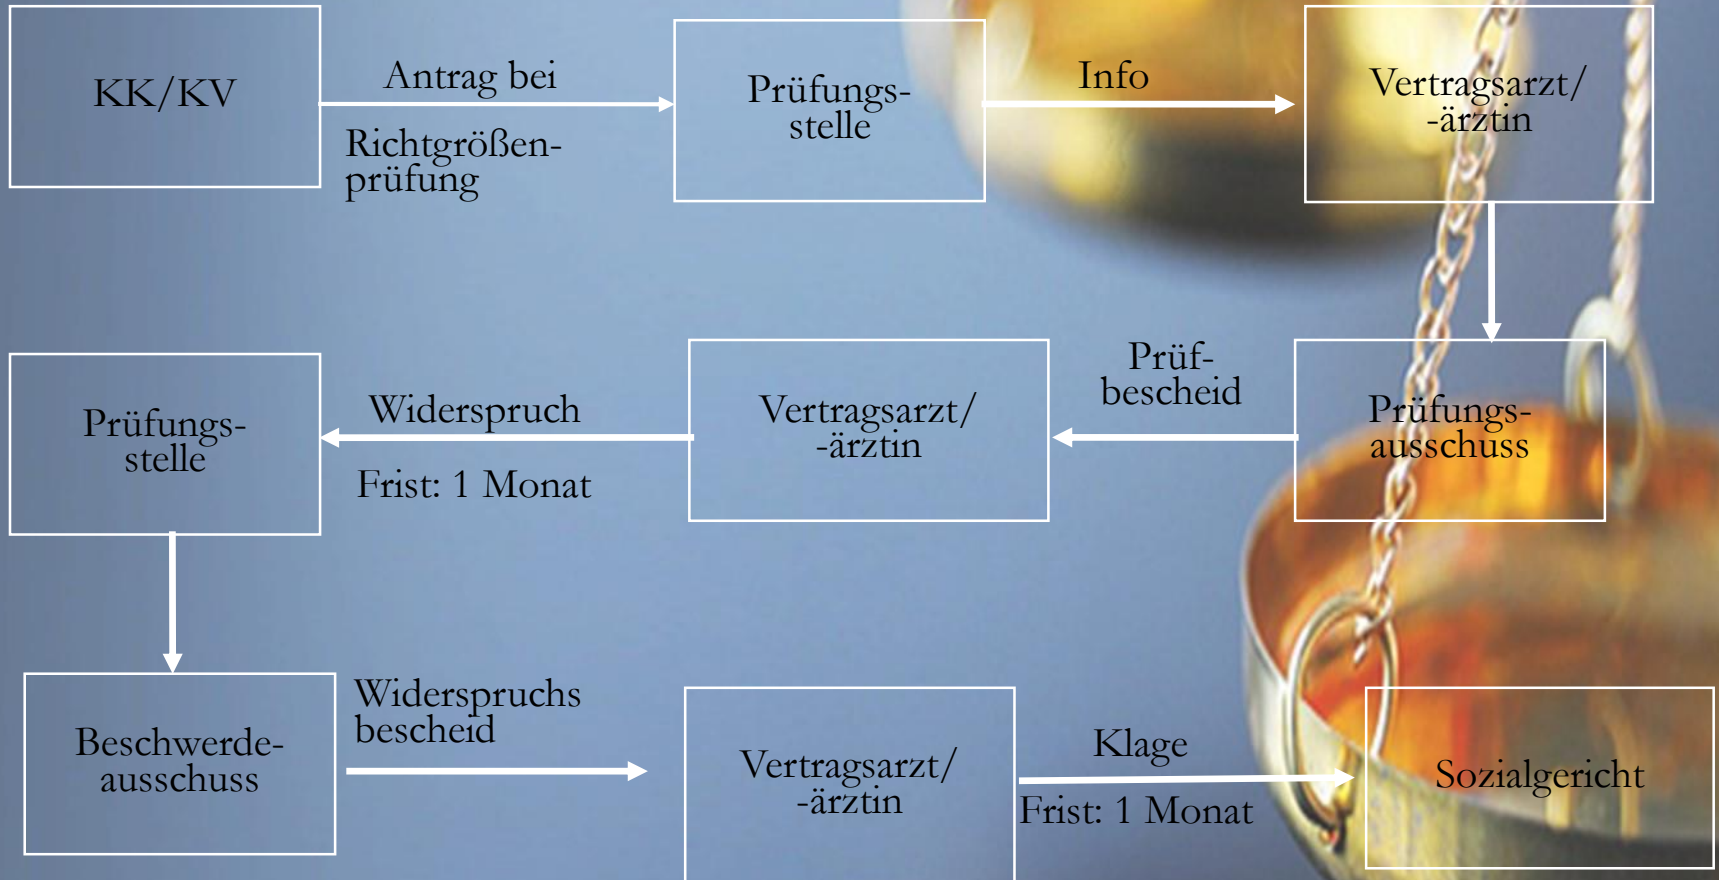 KK/KV
Antrag bei
Richtgrößen-
prüfung
Prüfungs-
stelle
Info
Vertragsarzt/
-ärztin
Prüfungs-
stelle
Widerspruch
Frist: 1 Monat
Vertragsarzt/
-ärztin
Prüf-
bescheid
Prüfungs-
ausschuss
Beschwerde-
ausschuss
Widerspruchs
bescheid
Vertragsarzt/
-ärztin
Klage
Frist: 1 Monat
Sozialgericht